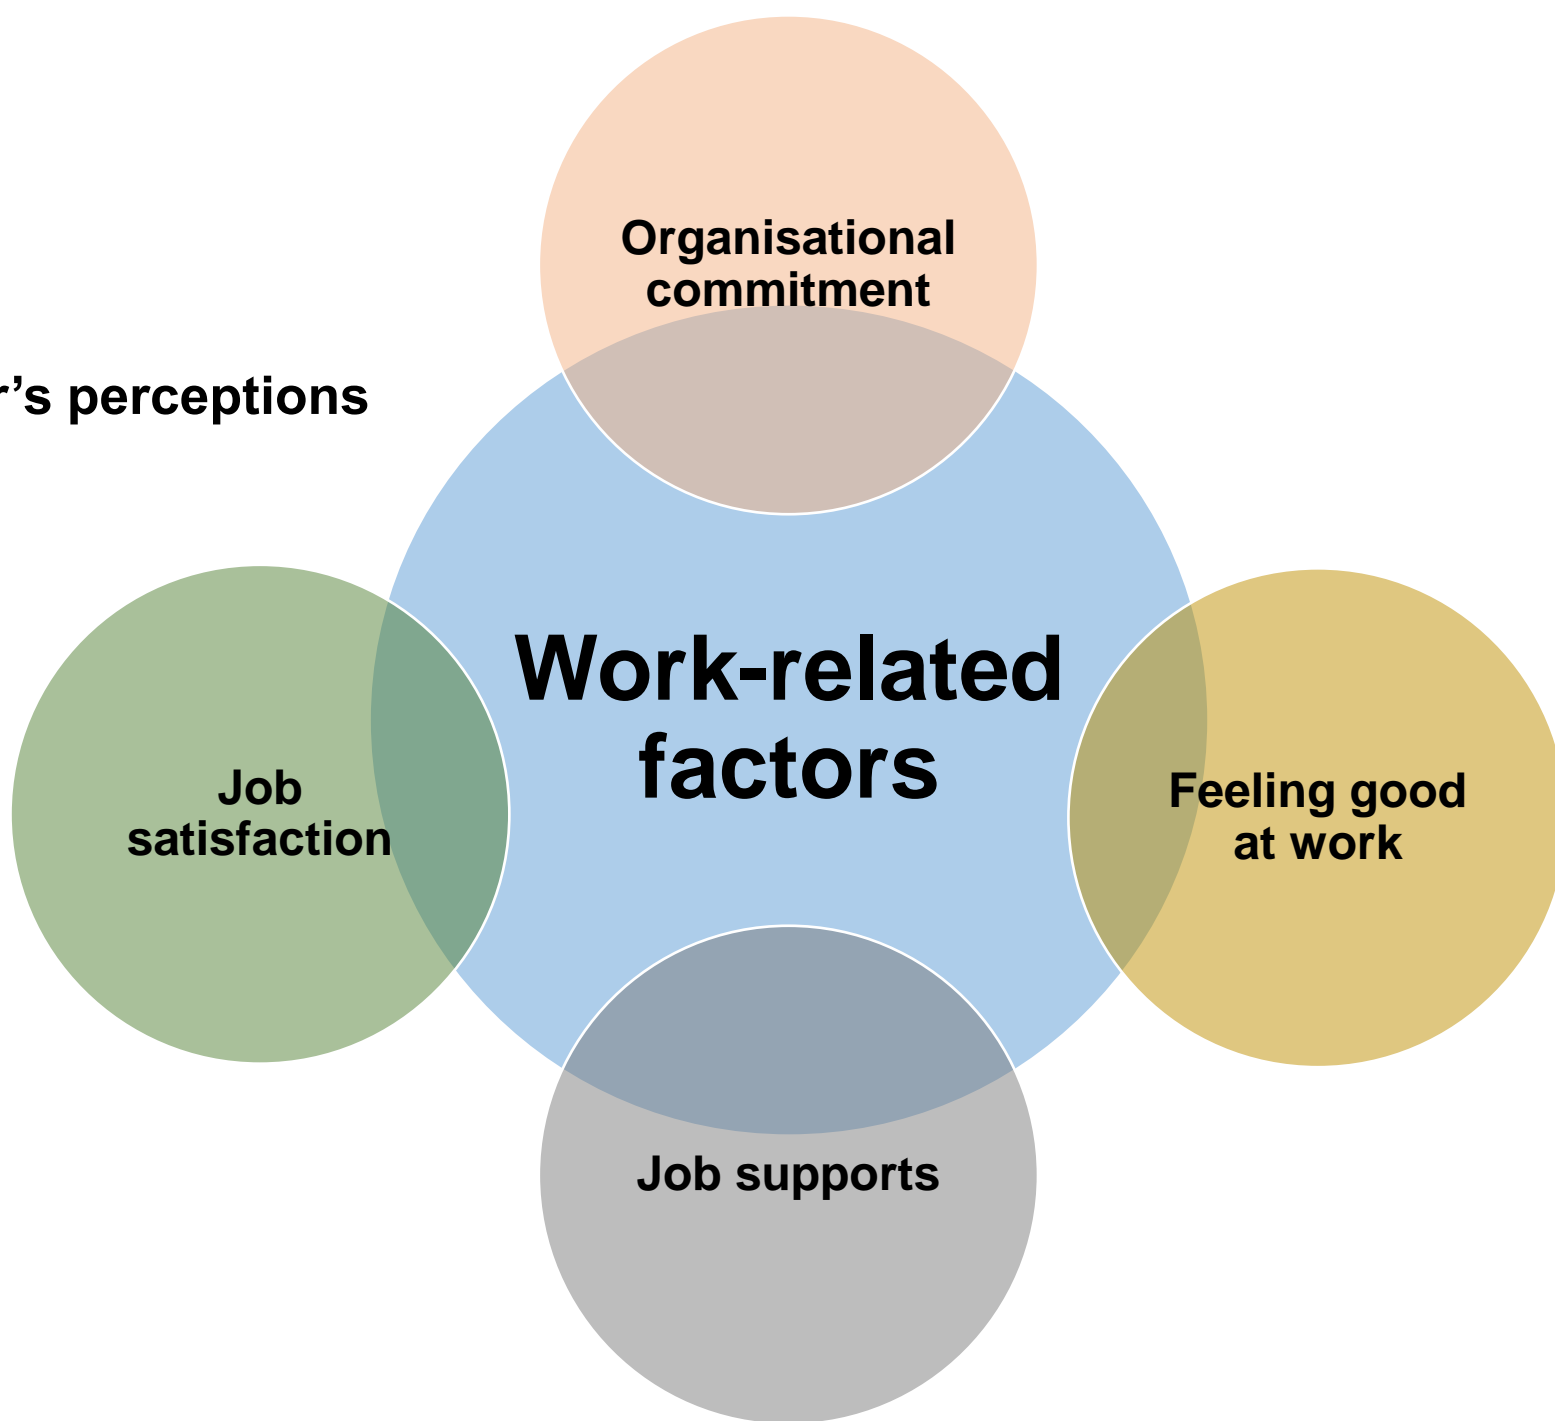 Organisational
commitment
’s perceptions
Work-related
factors
Job
satisfaction
Feeling good
at work
Job supports